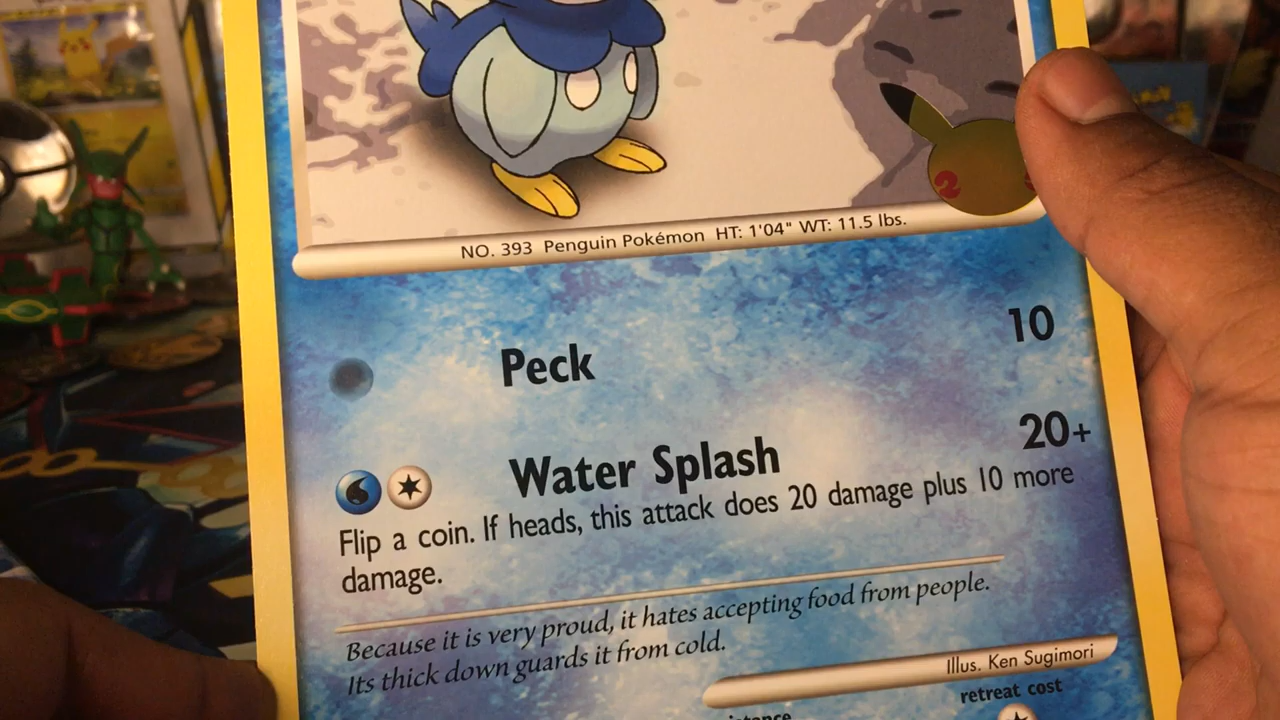 NO. 393 Penguin Pokémon HT: 1'04" WT: 11.5 lbs.
2
Peck 10
Water Splash 20+
Flip a coin. If heads, this attack does 20 damage plus 10 more
damage.
Because it is very proud, it hates accepting food from people.
Its thick down guards it from cold.
Illus. Ken Sugimori
retreat cost